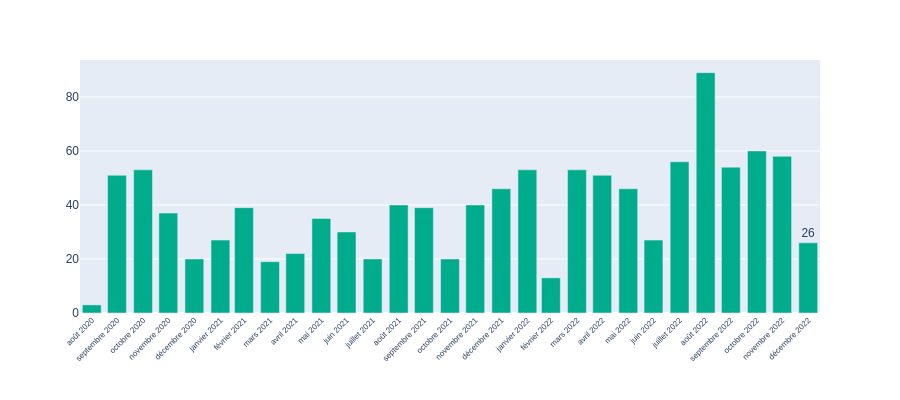 80
60
40
20
0
26
août 2020
septembre 2020
octobre 2020
novembre 2020
décembre 2020
janvier 2021
février 2021
mars 2021
avril 2021
mai 2021
juin 2021
juillet 2021
août 2021
septembre 2021
octobre 2021
novembre 2021
décembre 2021
janvier 2022
février 2022
mars 2022
avril 2022
mai 2022
juin 2022
juillet 2022
août 2022
septembre 2022
octobre 2022
novembre 2022
décembre 2022